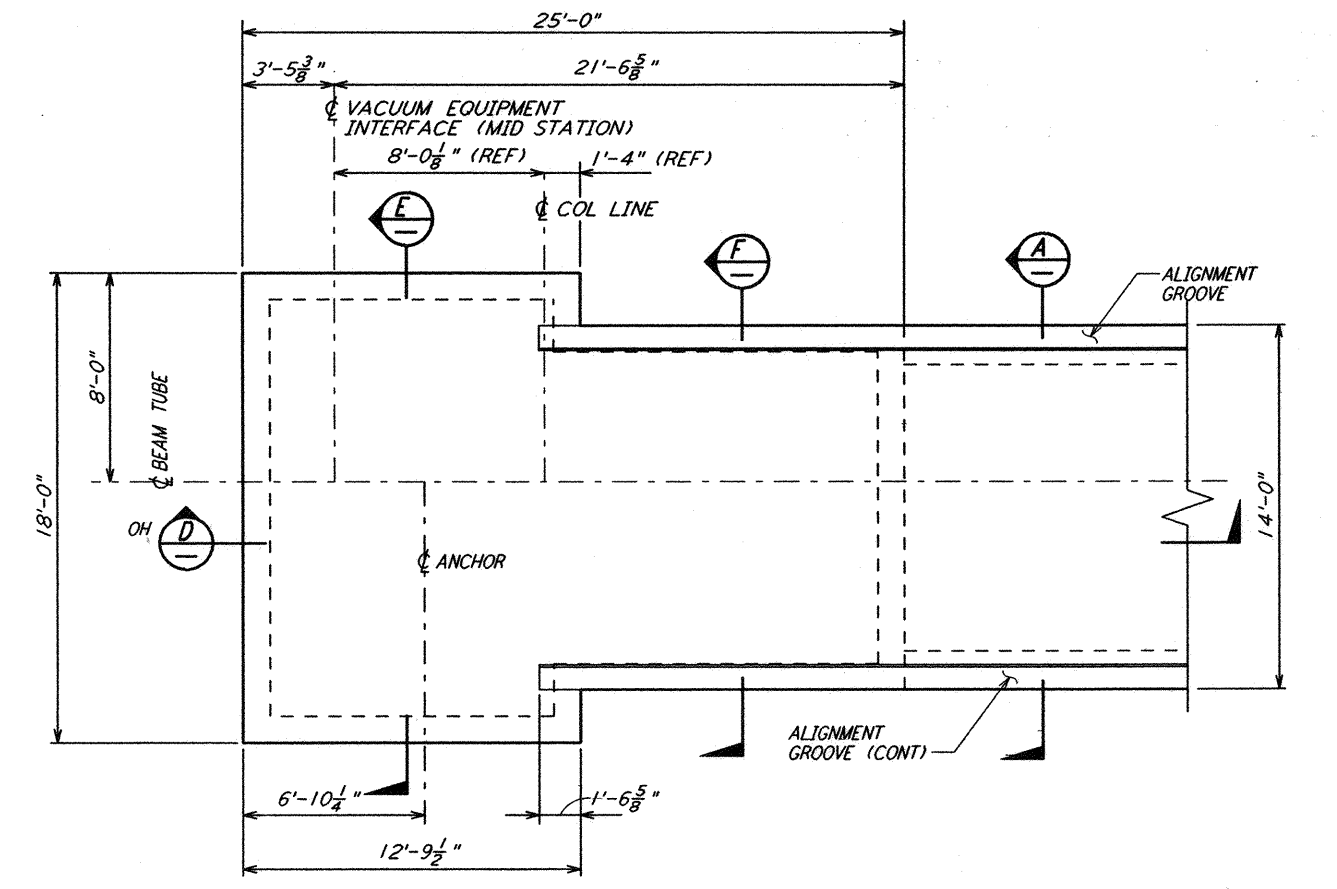 25'-0"
3'-5 3/8"
21'-6 5/8"
℄ VACUUM EQUIPMENT
INTERFACE (MID STATION)
8'-0 1/8" (REF)
1'-4" (REF)
E
℄ COL LINE
F
A
ALIGNMENT
GROOVE
8'-0"
℄ BEAM TUBE
18'-0"
14'-0"
OH
D
℄ ANCHOR
ALIGNMENT
GROOVE (CONT)
6'-10 1/4"
1'-6 5/8"
12'-9 1/2"